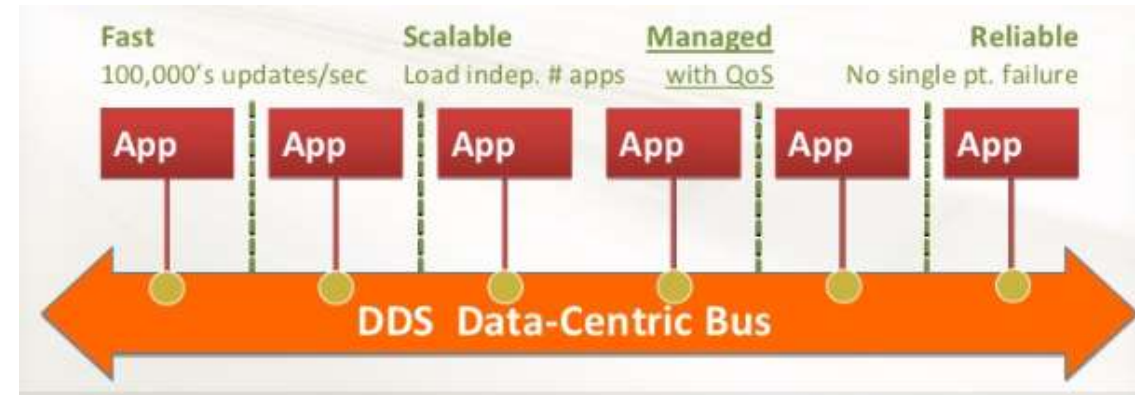 Fast Scalable Managed Reliable
100,000's updates/sec Load indep. # apps with QoS No single pt. failure
App App App App App App
DDS Data-Centric Bus